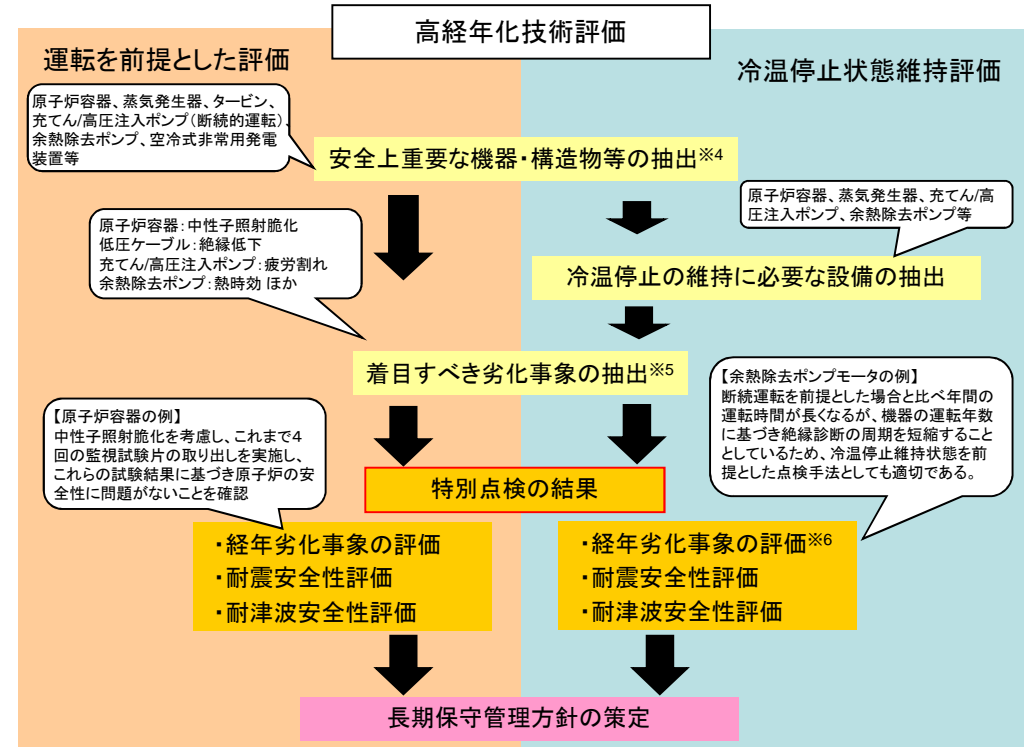 高経年化技術評価
運転を前提とした評価
冷温停止状態維持評価
原子炉容器、蒸気発生器、タービン、
充てん/高圧注入ポンプ(断続的運転)、
余熱除去ポンプ、空冷式非常用発電
装置等
安全上重要な機器・構造物等の抽出※4
原子炉容器、蒸気発生器、充てん/高
圧注入ポンプ、余熱除去ポンプ等
原子炉容器:中性子照射脆化
低圧ケーブル:絶縁低下
充てん/高圧注入ポンプ:疲労割れ
余熱除去ポンプ:熱時効 ほか
冷温停止の維持に必要な設備の抽出
着目すべき劣化事象の抽出※5
【余熱除去ポンプモータの例】
断続運転を前提とした場合と比べ年間の
運転時間が長くなるが、機器の運転年数
に基づき絶縁診断の周期を短縮すること
としているため、冷温停止維持状態を前
提とした点検手法としても適切である。
【原子炉容器の例】
中性子照射脆化を考慮し、これまで4
回の監視試験片の取り出しを実施し、
これらの試験結果に基づき原子炉の安
全性に問題がないことを確認
特別点検の結果
・経年劣化事象の評価
・耐震安全性評価
・耐津波安全性評価
・経年劣化事象の評価※6
・耐震安全性評価
・耐津波安全性評価
長期保守管理方針の策定